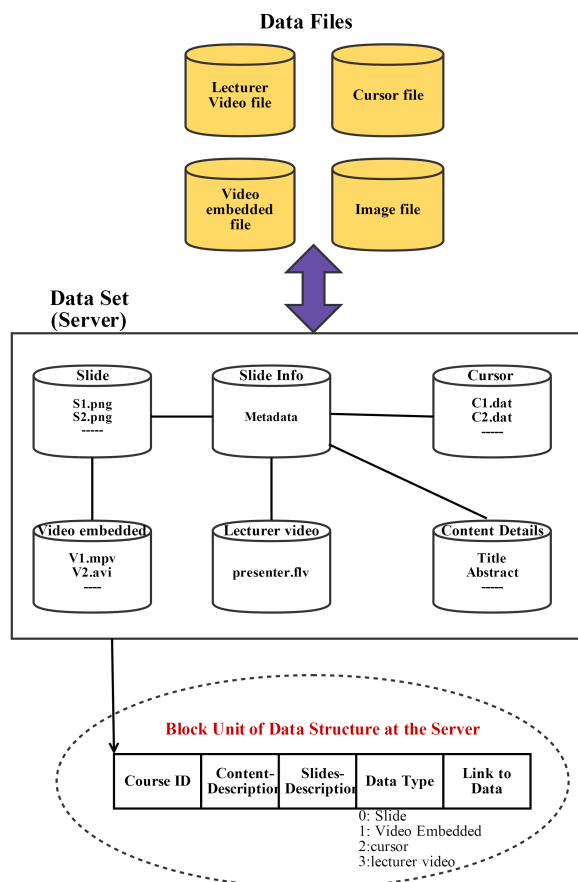 Data Files
Lecturer
Video file
Cursor file
Video
embedded
file
Image file
Data Set
(Server)
Slide
S1.png
S2.png
-----
Slide Info
Metadata
Cursor
C1.dat
C2.dat
-----
Video embedded
V1.mpv
V2.avi
----
Lecturer video
presenter.flv
Content Details
Title
Abstract
-----
Block Unit of Data Structure at the Server
Course ID
Content-
Description
Slides-
Description
Data Type
Link to
Data
0: Slide
1: Video Embedded
2:cursor
3:lecturer video